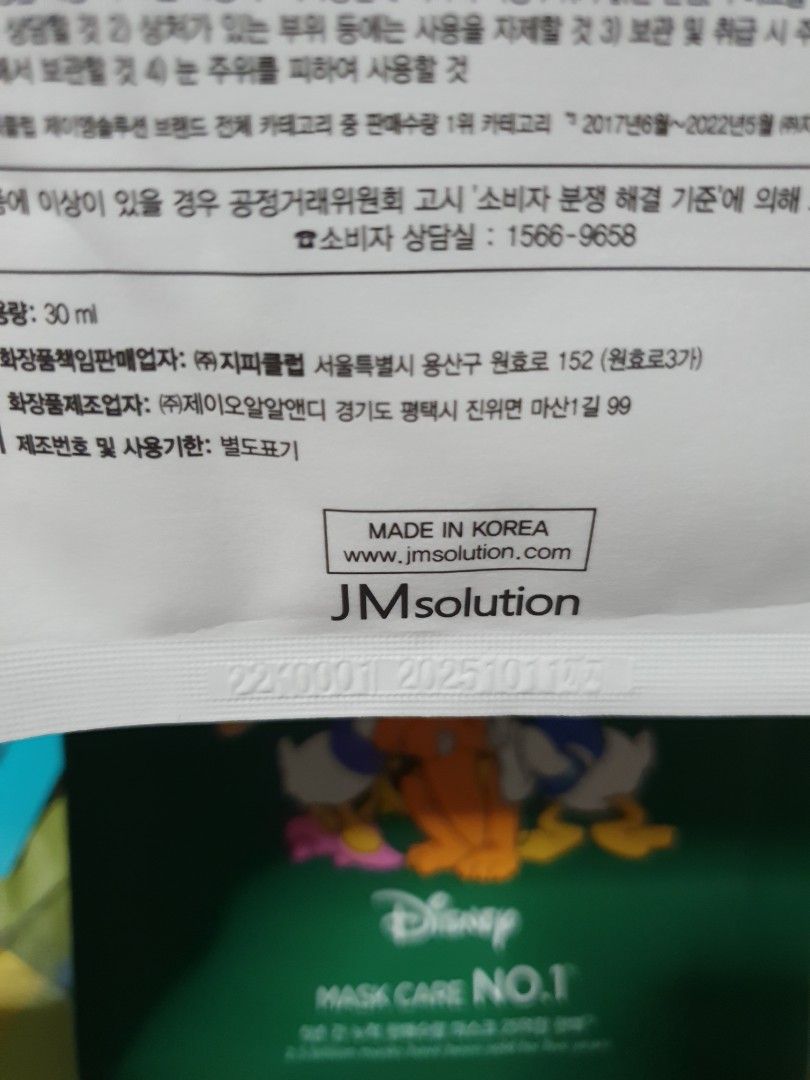 상담할 것 2) 상처가 있는 부위 등에는 사용을 자제할 것 3) 보관 및 취급 시
보관할 것 4) 눈 주위를 피하여 사용할 것
제이엠솔루션 브랜드 전체 카테고리 중 판매수량 1위 카테고리 2017년6월~2022년5월
이상이 있을 경우 공정거래위원회 고시 '소비자 분쟁 해결 기준'에 의해
☎소비자 상담실 : 1566-9658
용량: 30 ml
화장품책임판매업자: ㈜지피클럽 서울특별시 용산구 원효로 152 (원효로3가)
화장품제조업자: ㈜제이오알앤디 경기도 평택시 진위면 마산1길 99
제조번호 및 사용기한: 별도표기
MADE IN KOREA
www.jmsolution.com
JMsolution
20251011
Disney
MASK CARE NO.1